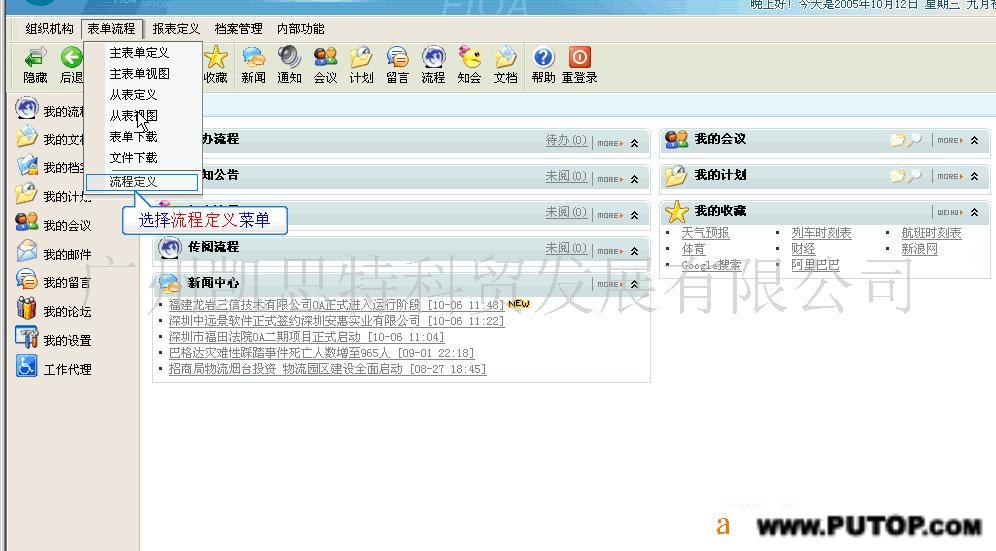 晚上好! 今天是2005年10月12日 星期三 九月初
FIOA FIOA
组织机构 表单流程 报表定义 档案管理 内部功能
隐藏 后退 收藏 新闻 通知 会议 计划 留言 流程 知会 文档 帮助 重登录
主表单定义
主表单视图
从表定义
从表视图
表单下载
文件下载
流程定义
选择流程定义菜单
我的流程
我的文
我的档
我的计划
我的会议
我的邮件
我的留言
我的论坛
我的设置
工作代理
办流程 待办(0) MORE
知公告 未阅(0) MORE
未阅(0) MORE
传阅流程 未阅(0) MORE
新闻中心 MORE
福建龙岩三信技术有限公司OA正式进入运行阶段 [10-06 11:48] NEW
深圳中远景软件正式签约深圳安惠实业有限公司 [10-06 11:22]
深圳市福田法院OA二期项目正式启动 [10-06 11:04]
巴格达灾难性踩踏事件死亡人数增至965人 [09-01 22:18]
招商局物流烟台投资 物流园区建设全面启动 [08-27 18:45]
我的会议 MORE
我的计划 MORE
我的收藏 WEIHU
天气预报 列车时刻表 航班时刻表
体育 财经 新浪网
Google搜索 阿里巴巴
广州凯思特科贸发展有限公司
a www.PUTOP.com